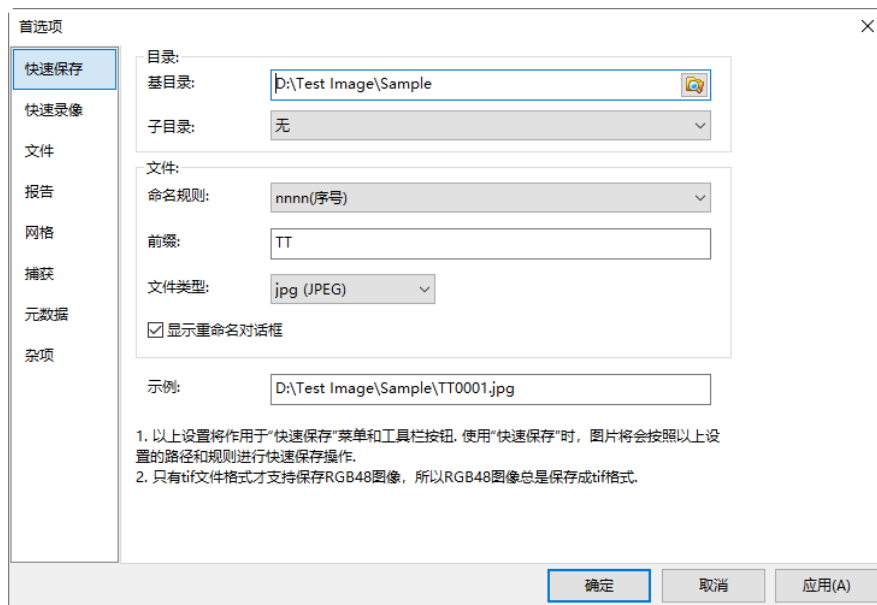 首选项
快速保存
快速录像
文件
报告
网格
捕获
元数据
杂项
目录:
基目录: D:\Test Image\Sample
子目录: 无
文件:
命名规则: nnnn(序号)
前缀: TT
文件类型: jpg (JPEG)
显示重命名对话框
示例: D:\Test Image\Sample\TT0001.jpg
1. 以上设置将作用于“快速保存”菜单和工具栏按钮. 使用“快速保存”时，图片将会按照以上设
置的路径和规则进行快速保存操作.
2. 只有tif文件格式才支持保存RGB48图像，所以RGB48图像总是保存成tif格式.
确定 取消 应用(A)